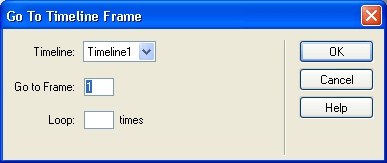 Go To Timeline Frame
Timeline: Timeline1
OK
Cancel
Go to Frame: 1
Help
Loop: times